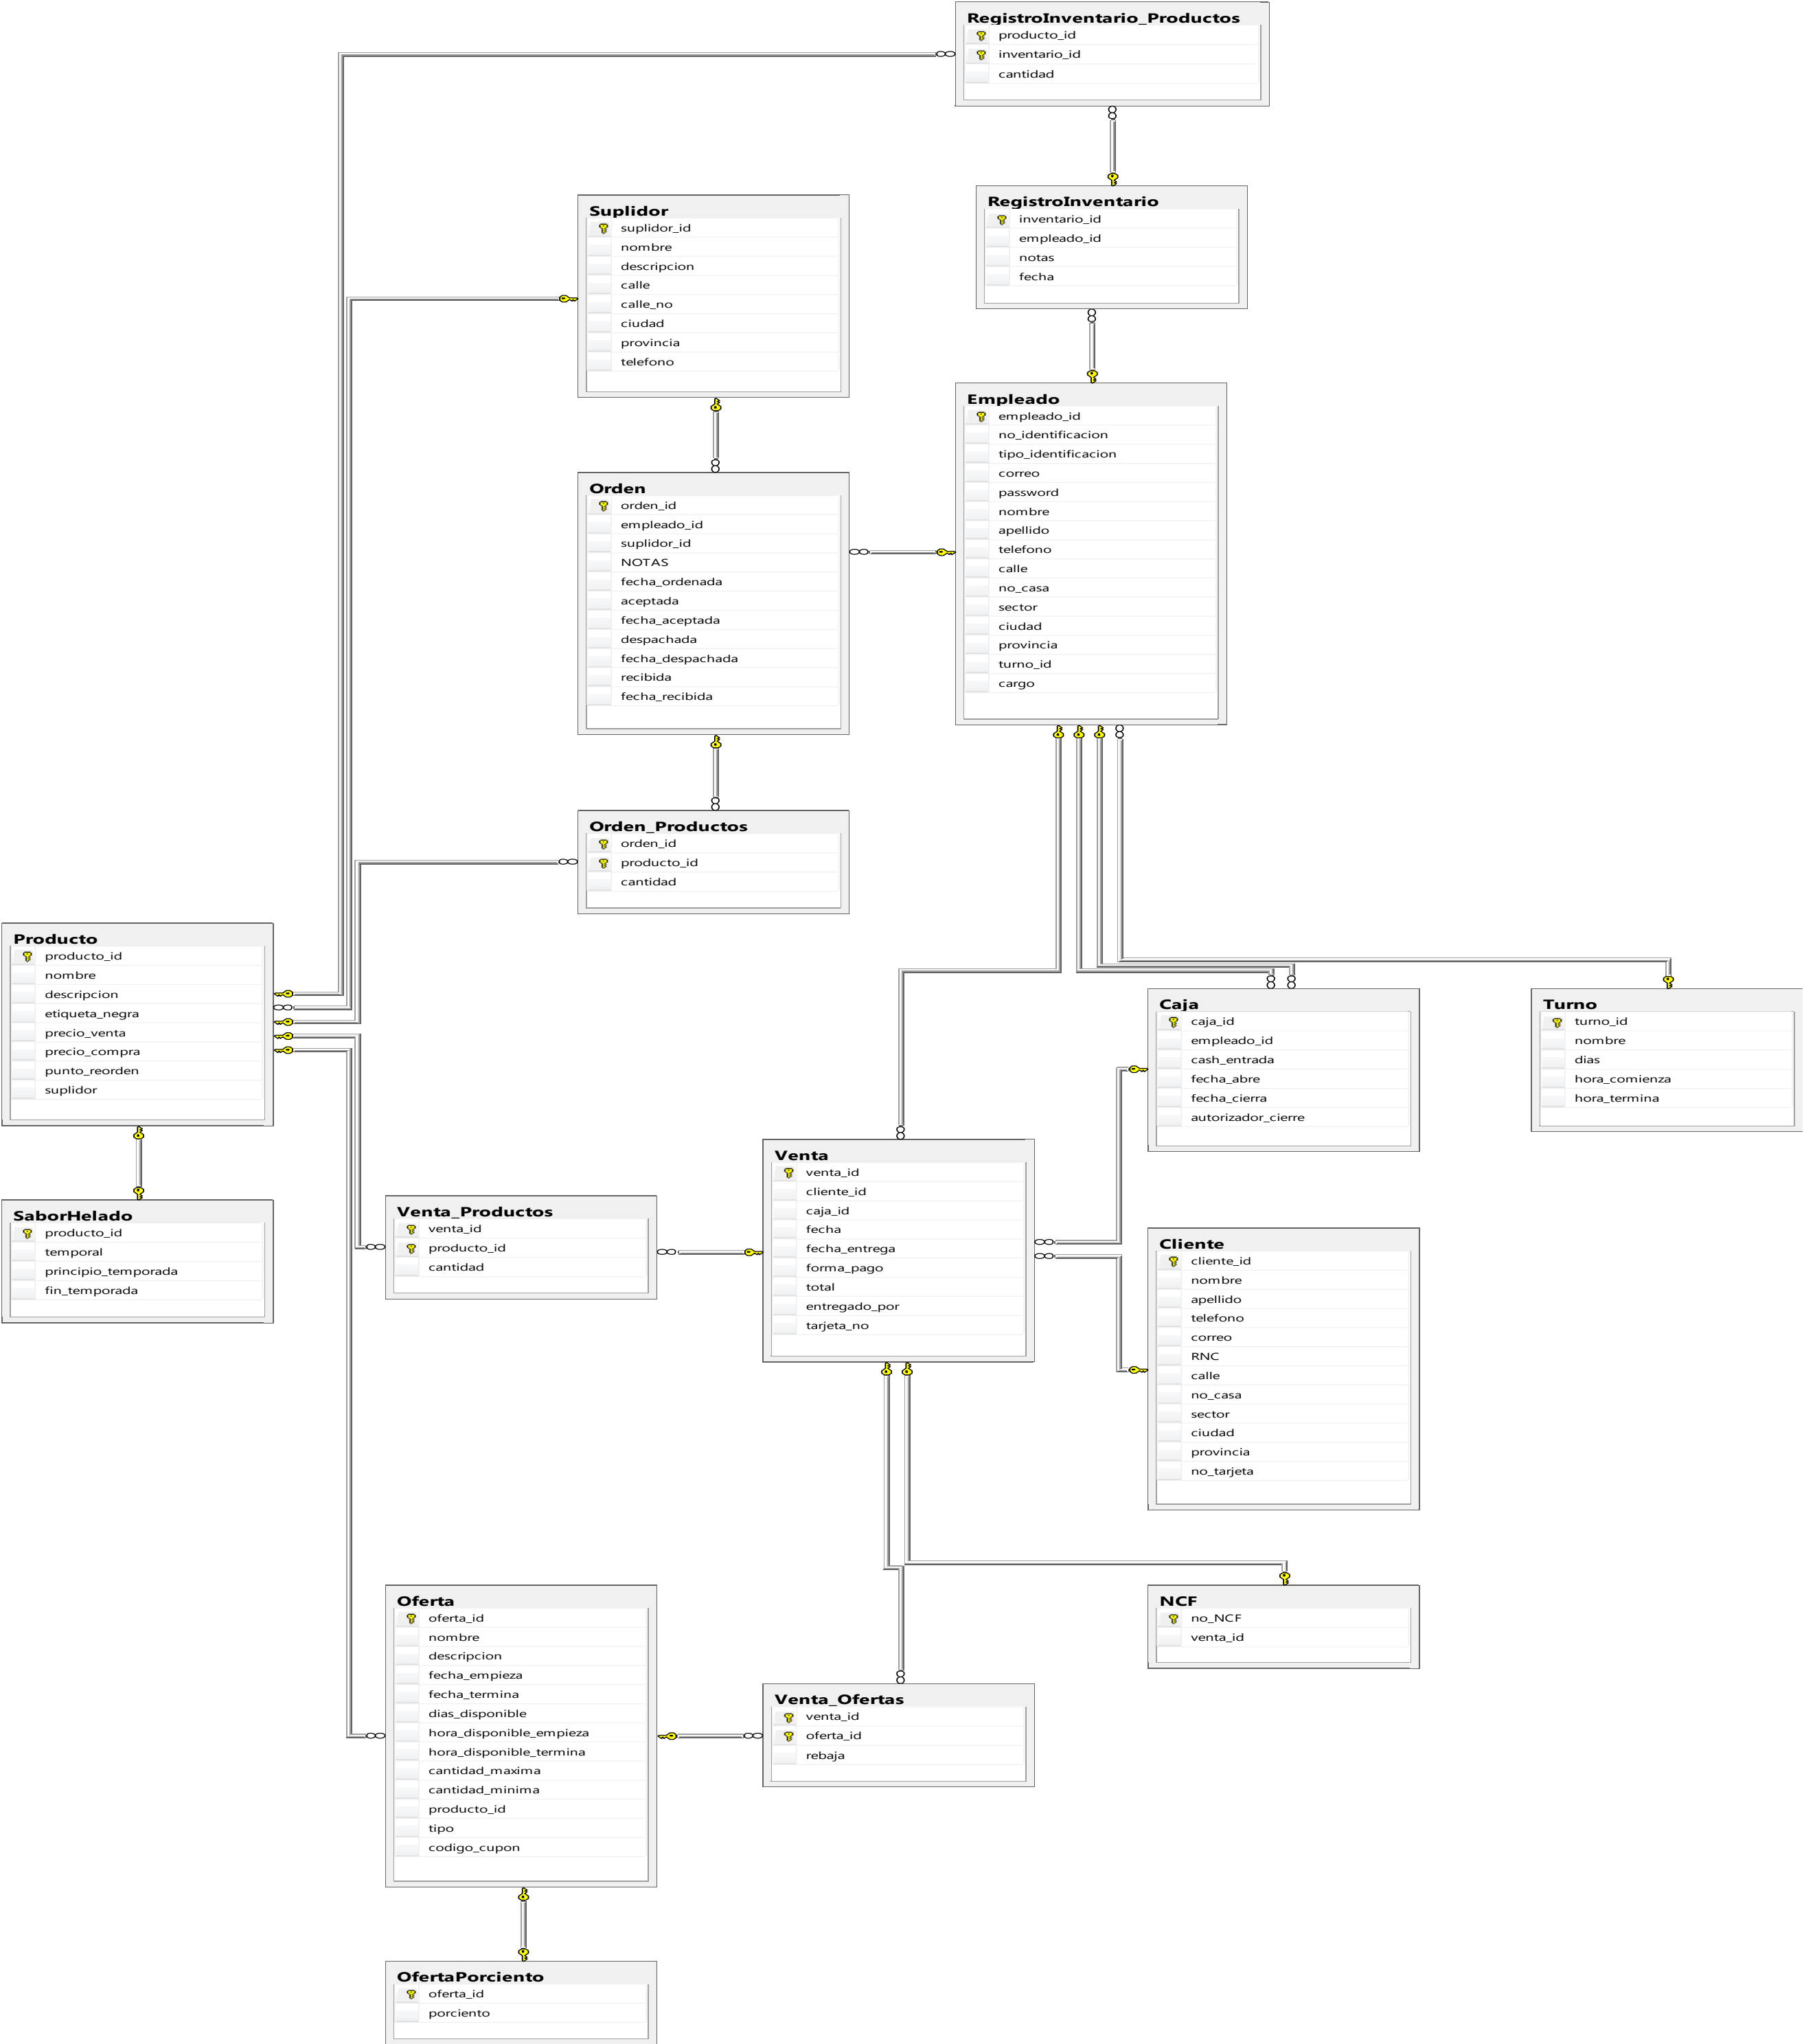 RegistroInventario_Productos
producto_id
inventario_id
cantidad
RegistroInventario
inventario_id
empleado_id
notas
fecha
Suplidor
suplidor_id
nombre
descripcion
calle
calle_no
ciudad
provincia
telefono
Empleado
empleado_id
no_identificacion
tipo_identificacion
correo
password
nombre
apellido
telefono
calle
no_casa
sector
ciudad
provincia
turno_id
cargo
Orden
orden_id
empleado_id
suplidor_id
NOTAS
fecha_ordenada
aceptada
fecha_aceptada
despachada
fecha_despachada
recibida
fecha_recibida
Orden_Productos
orden_id
producto_id
cantidad
Producto
producto_id
nombre
descripcion
etiqueta_negra
precio_venta
precio_compra
punto_reorden
suplidor
Caja
caja_id
empleado_id
cash_entrada
fecha_abre
fecha_cierra
autorizador_cierre
Turno
turno_id
nombre
dias
hora_comienza
hora_termina
Venta
venta_id
cliente_id
caja_id
fecha
fecha_entrega
forma_pago
total
entregado_por
tarjeta_no
SaborHelado
producto_id
temporal
principio_temporada
fin_temporada
Venta_Productos
venta_id
producto_id
cantidad
Cliente
cliente_id
nombre
apellido
telefono
correo
RNC
calle
no_casa
sector
ciudad
provincia
no_tarjeta
Oferta
oferta_id
nombre
descripcion
fecha_empieza
fecha_termina
dias_disponible
hora_disponible_empieza
hora_disponible_termina
cantidad_maxima
cantidad_minima
producto_id
tipo
codigo_cupon
NCF
no_NCF
venta_id
Venta_Ofertas
venta_id
oferta_id
rebaja
OfertaPorciento
oferta_id
porciento